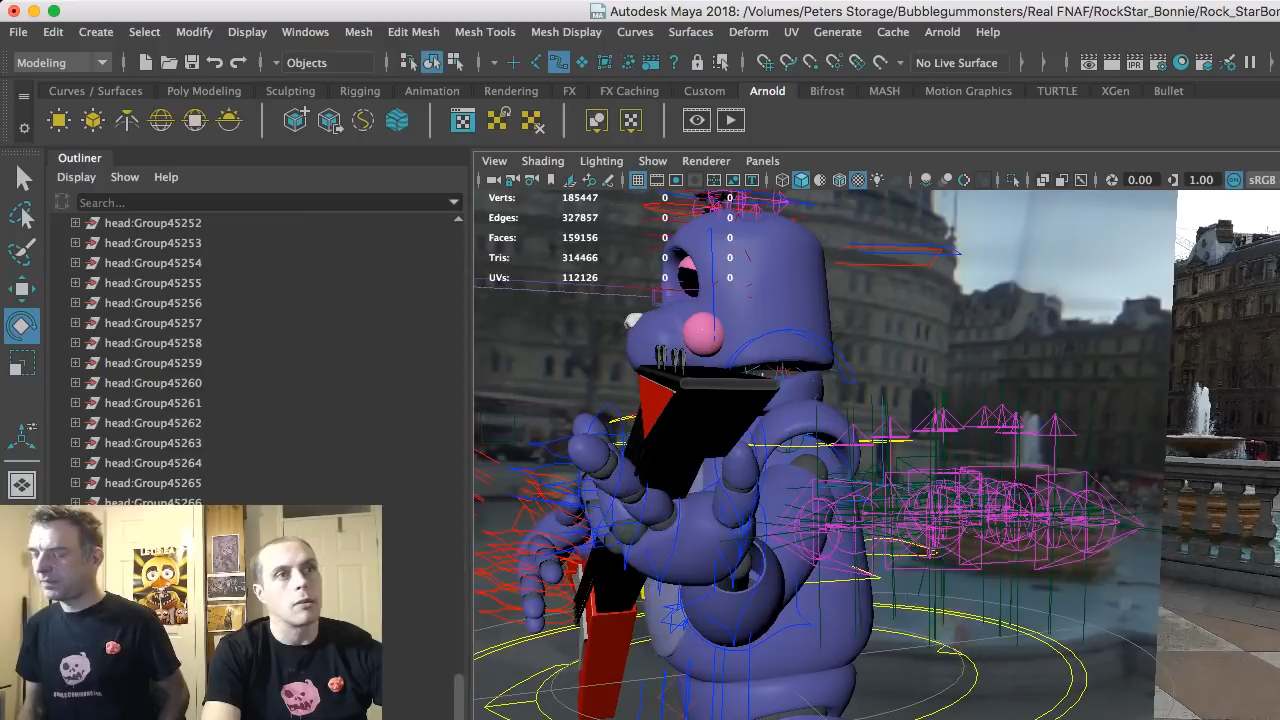 Autodesk Maya 2018: /Volumes/Peters Storage/Bubblegummonsters/Real FNAF/RockStar_Bonnie/Rock_StarBon
File Edit Create Select Modify Display Windows Mesh Edit Mesh Mesh Tools Mesh Display Curves Surfaces Deform UV Generate Cache Arnold Help
Modeling Objects No Live Surface
Curves / Surfaces Poly Modeling Sculpting Rigging Animation Rendering FX FX Caching Custom Arnold Bifrost MASH Motion Graphics TURTLE XGen Bullet
Outliner
Display Show Help
Search...
head:Group45252
head:Group45253
head:Group45254
head:Group45255
head:Group45256
head:Group45257
head:Group45258
head:Group45259
head:Group45260
head:Group45261
head:Group45262
head:Group45263
head:Group45264
head:Group45265
head:Group45266
View Shading Lighting Show Renderer Panels
0.00 1.00 sRGB
Verts: 185447 0 0
Edges: 327857 0 0
Faces: 159156 0 0
Tris: 314466 0 0
UVs: 112126 0 0
LET'S EAT